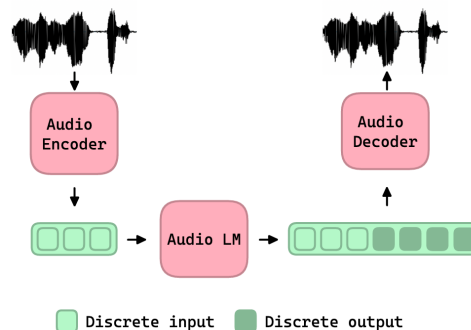 Audio
Encoder
Audio
Decoder
Audio LM
Discrete input
Discrete output